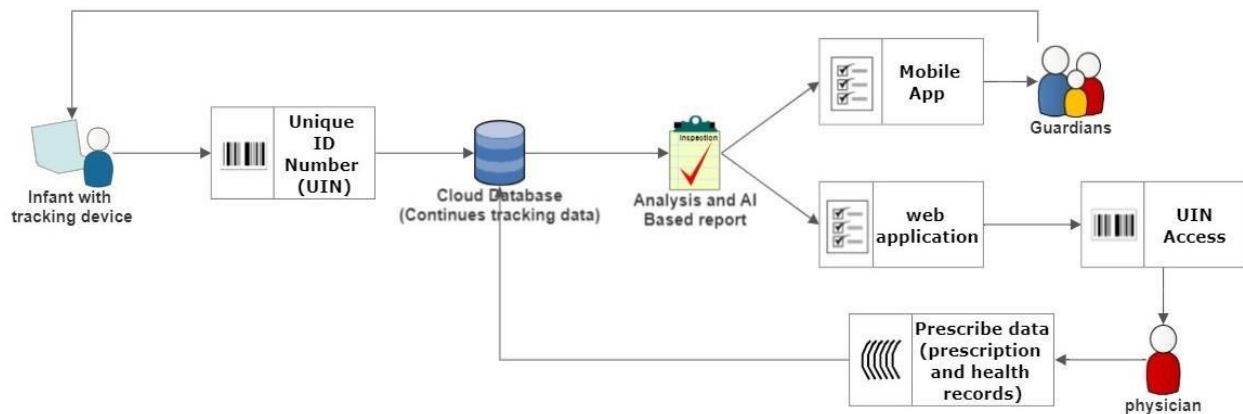 Mobile
App
Guardians
Unique
ID
Number
(UIN)
Inspection
Infant with
tracking device
Cloud Database
(Continues tracking data)
Analysis and AI
Based report
web
application
UIN
Access
Prescribe data
(prescription
and health
records)
physician